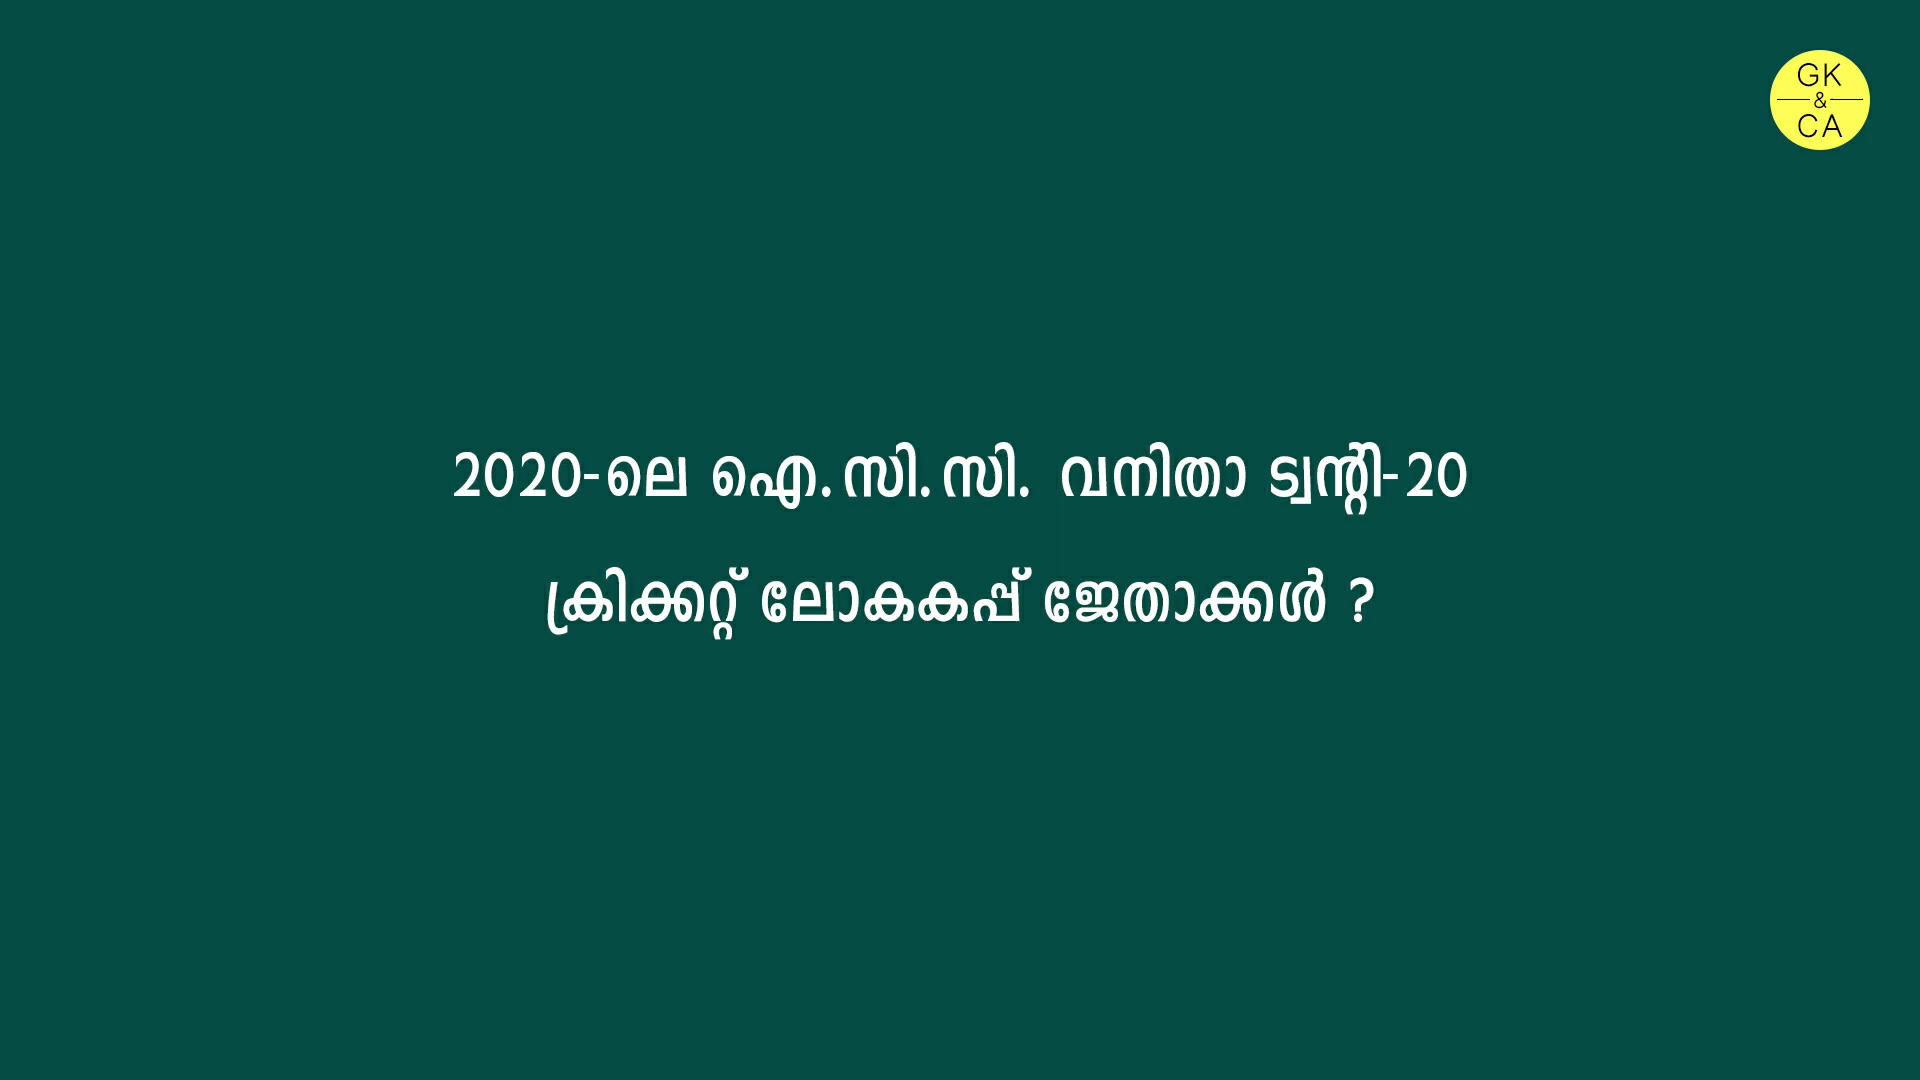 GK
&
CA
2020-ലെ ഐ.സി.സി. വനിതാ ട്വന്റി-20
ക്രിക്കറ്റ് ലോകകപ്പ് ജേതാക്കൾ ?